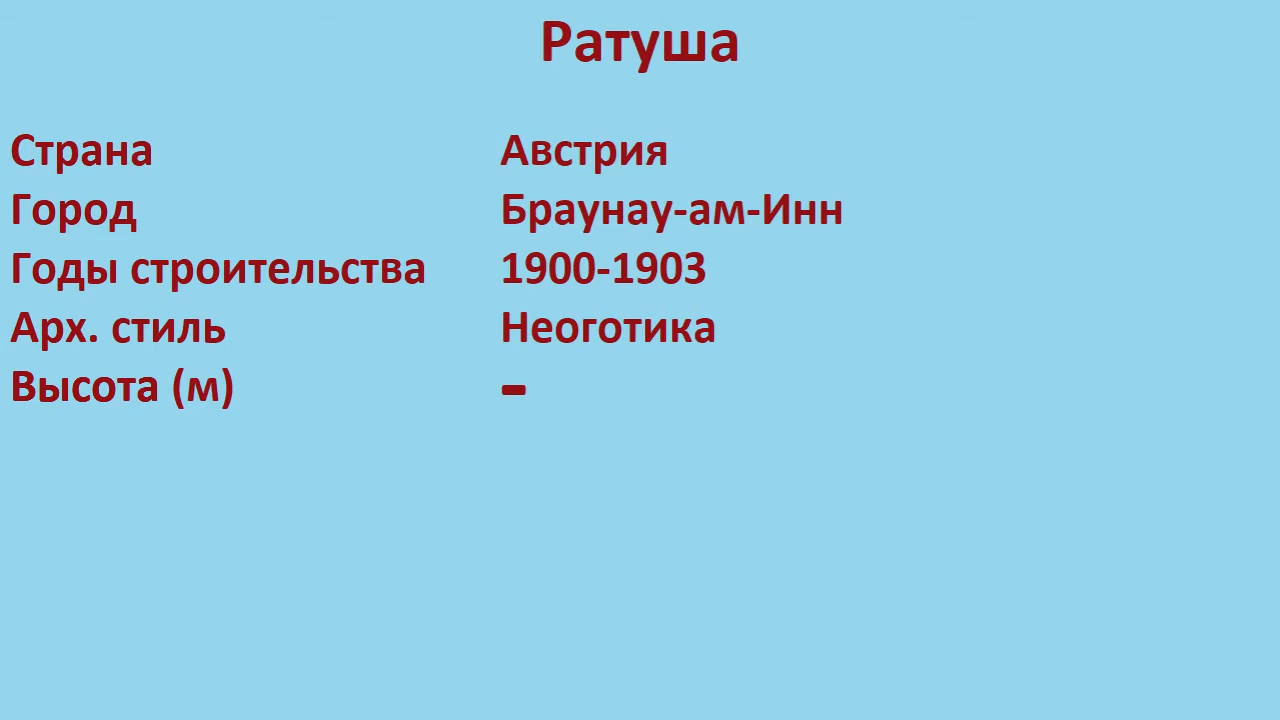 Ратуша
Страна Австрия
Город Браунау-ам-Инн
Годы строительства 1900-1903
Арх. стиль Неоготика
Высота (м) -